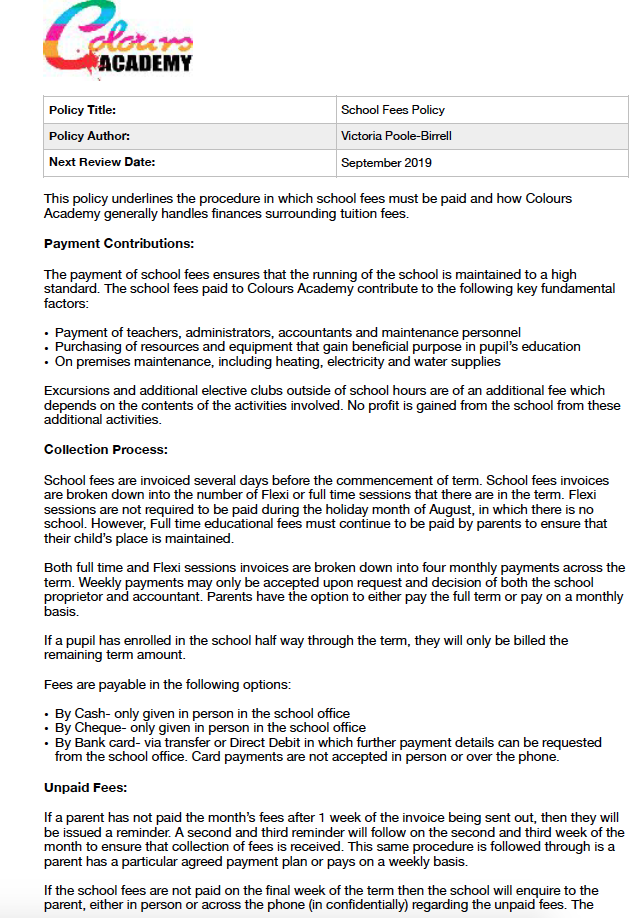 Colours
ACADEMY
Policy Title: School Fees Policy
Policy Author: Victoria Poole-Birrell
Next Review Date: September 2019
This policy underlines the procedure in which school fees must be paid and how Colours
Academy generally handles finances surrounding tuition fees.
Payment Contributions:
The payment of school fees ensures that the running of the school is maintained to a high
standard. The school fees paid to Colours Academy contribute to the following key fundamental
factors:
• Payment of teachers, administrators, accountants and maintenance personnel
• Purchasing of resources and equipment that gain beneficial purpose in pupil's education
• On premises maintenance, including heating, electricity and water supplies
Excursions and additional elective clubs outside of school hours are of an additional fee which
depends on the contents of the activities involved. No profit is gained from the school from these
additional activities.
Collection Process:
School fees are invoiced several days before the commencement of term. School fees invoices
are broken down into the number of Flexi or full time sessions that there are in the term. Flexi
sessions are not required to be paid during the holiday month of August, in which there is no
school. However, Full time educational fees must continue to be paid by parents to ensure that
their child's place is maintained.
Both full time and Flexi sessions invoices are broken down into four monthly payments across the
term. Weekly payments may only be accepted upon request and decision of both the school
proprietor and accountant. Parents have the option to either pay the full term or pay on a monthly
basis.
If a pupil has enrolled in the school half way through the term, they will only be billed the
remaining term amount.
Fees are payable in the following options:
• By Cash- only given in person in the school office
• By Cheque- only given in person in the school office
• By Bank card- via transfer or Direct Debit in which further payment details can be requested
from the school office. Card payments are not accepted in person or over the phone.
Unpaid Fees:
If a parent has not paid the month's fees after 1 week of the invoice being sent out, then they will
be issued a reminder. A second and third reminder will follow on the second and third week of the
month to ensure that collection of fees is received. This same procedure is followed through is a
parent has a particular agreed payment plan or pays on a weekly basis.
If the school fees are not paid on the final week of the term then the school will enquire to the
parent, either in person or across the phone (in confidentially) regarding the unpaid fees. The